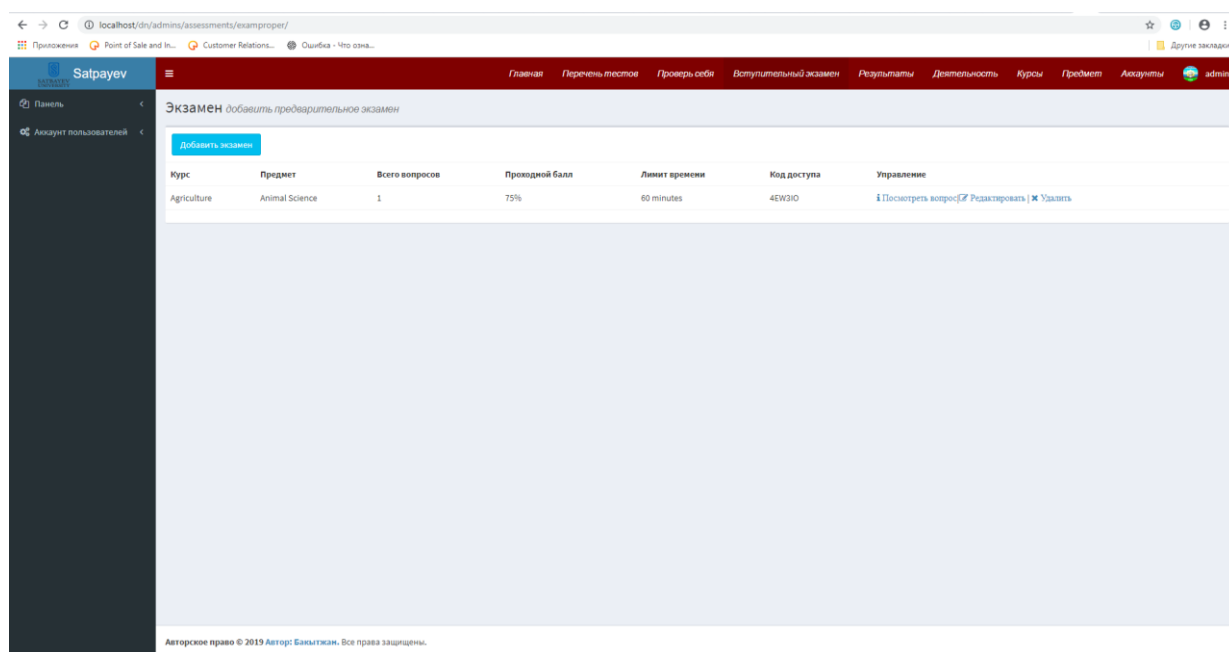 localhost/dn/admins/assessments/examproper/
Приложения Point of Sale and In... Customer Relations... Ошибка - Что озна... Другие закладки
Satpayev Главная Перечень тестов Проверь себя Вступительный экзамен Результаты Деятельность Курсы Предмет Аккаунты admin
Панель
Аккаунт пользователей
Экзамен добавить предварительное экзамен
Добавить экзамен
Курс Предмет Всего вопросов Проходной балл Лимит времени Код доступа Управление
Agriculture Animal Science 1 75% 60 minutes 4EW3IO Посмотреть вопрос| Редактировать | Удалить
Авторское право © 2019 Автор: Бакытжан. Все права защищены.